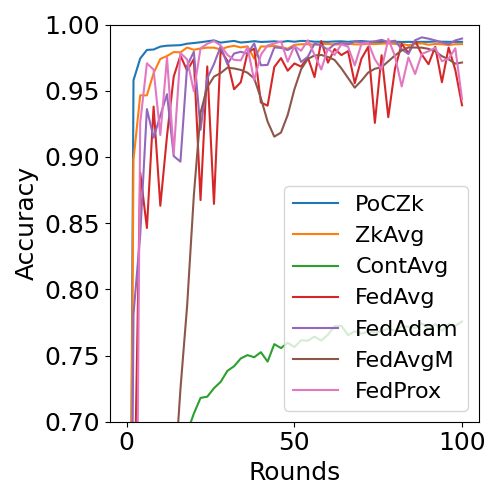 1.00
0.95
0.90
0.85
0.80
0.75
0.70
Accuracy
PoCZk
ZkAvg
ContAvg
FedAvg
FedAdam
FedAvgM
FedProx
0 50 100
Rounds